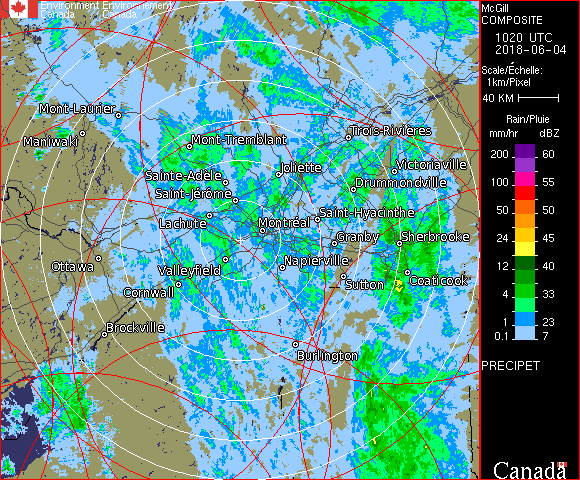 Environment Environnement
Canada Canada
McGill
COMPOSITE
1020 UTC
2018-06-04
Scale/Échelle:
1km/Pixel
40 KM
Rain/Pluie
mm/hr dBZ
200 60
100 55
50 50
24 45
12 40
4 33
1 23
0.1 7
PRECIPET
Canada
Mont-Laurier
Maniwaki
Mont-Tremblant
Trois-Rivières
Joliette
Victoriaville
Sainte-Adèle
Drummondville
Saint-Jérôme
Saint-Hyacinthe
Lachute
Montréal
Granby
Sherbrooke
Ottawa
Valleyfield
Napierville
Coaticook
Sutton
Cornwall
Brockville
Burlington